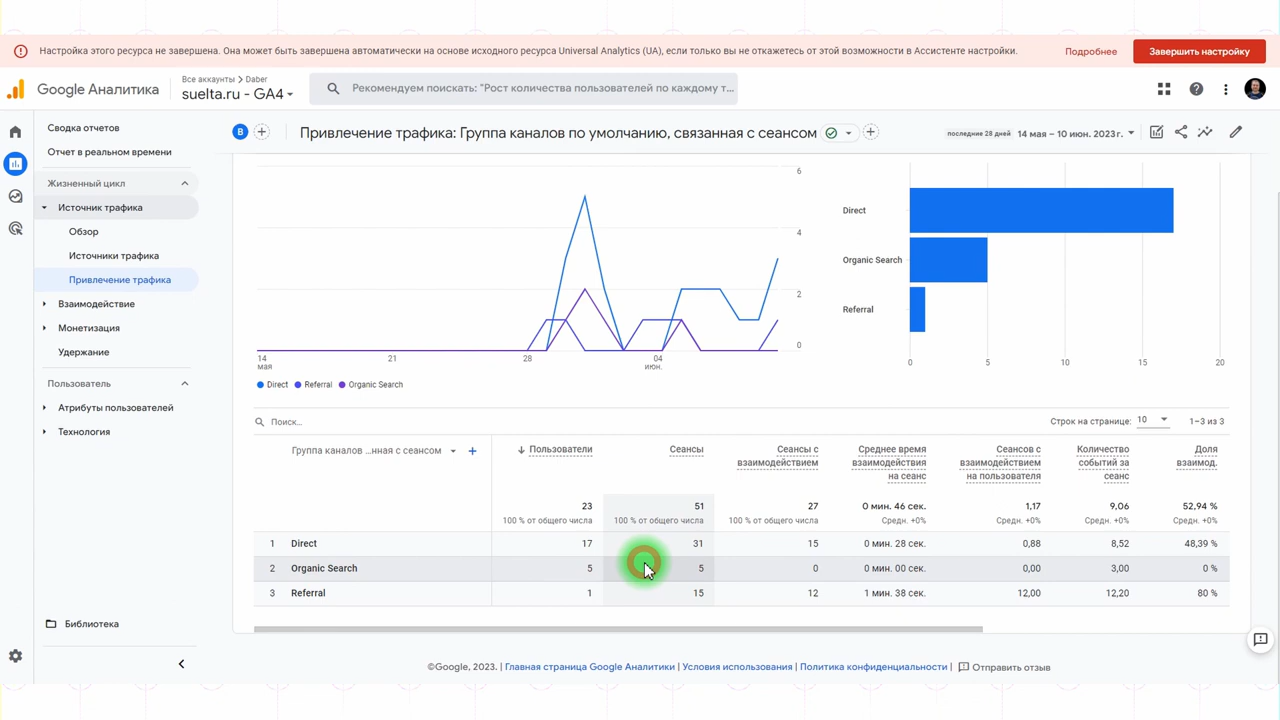 Настройка этого ресурса не завершена. Она может быть завершена автоматически на основе исходного ресурса Universal Analytics (UA), если только вы не откажетесь от этой возможности в Ассистенте настройки.
Подробнее
Завершить настройку
Google Аналитика
Все аккаунты > Daber
suelta.ru - GA4
Рекомендуем поискать: "Рост количества пользователей по каждому т...
Сводка отчетов
Отчет в реальном времени
Жизненный цикл
Источник трафика
Обзор
Источники трафика
Привлечение трафика
Взаимодействие
Монетизация
Удержание
Пользователь
Атрибуты пользователей
Технология
Библиотека
В
Привлечение трафика: Группа каналов по умолчанию, связанная с сеансом
последние 28 дней 14 мая – 10 июн. 2023 г.
6
4
2
0
14
мая
21
28
04
июн.
Direct Referral Organic Search
Direct
Organic Search
Referral
0 5 10 15 20
Поиск...
Строк на странице: 10 1–3 из 3
Группа каналов ...нная с сеансом
Пользователи
Сеансы
Сеансы с
взаимодействием
Среднее время
взаимодействия
на сеанс
Сеансов с
взаимодействием
на пользователя
Количество
событий за
сеанс
Доля
взаимод.
23 51 27 0 мин. 46 сек. 1,17 9,06 52,94 %
100 % от общего числа 100 % от общего числа 100 % от общего числа Средн. +0% Средн. +0% Средн. +0% Средн. +0%
1 Direct 17 31 15 0 мин. 28 сек. 0,88 8,52 48,39 %
2 Organic Search 5 5 0 0 мин. 00 сек. 0,00 3,00 0 %
3 Referral 1 15 12 1 мин. 38 сек. 12,00 12,20 80 %
©Google, 2023. | Главная страница Google Аналитики | Условия использования | Политика конфиденциальности | Отправить отзыв